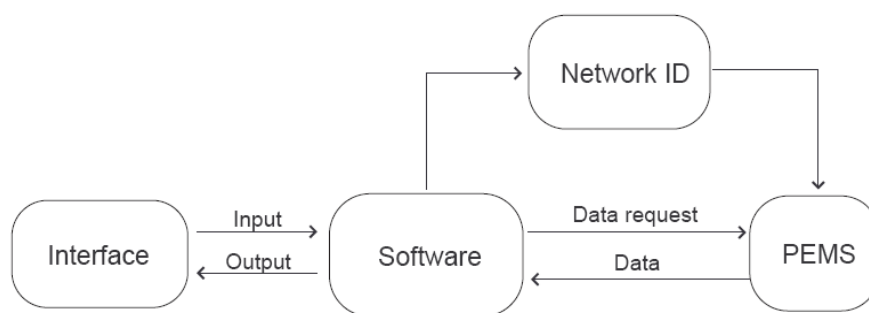 Network ID
Input
Data request
Interface
Software
PEMS
Output
Data